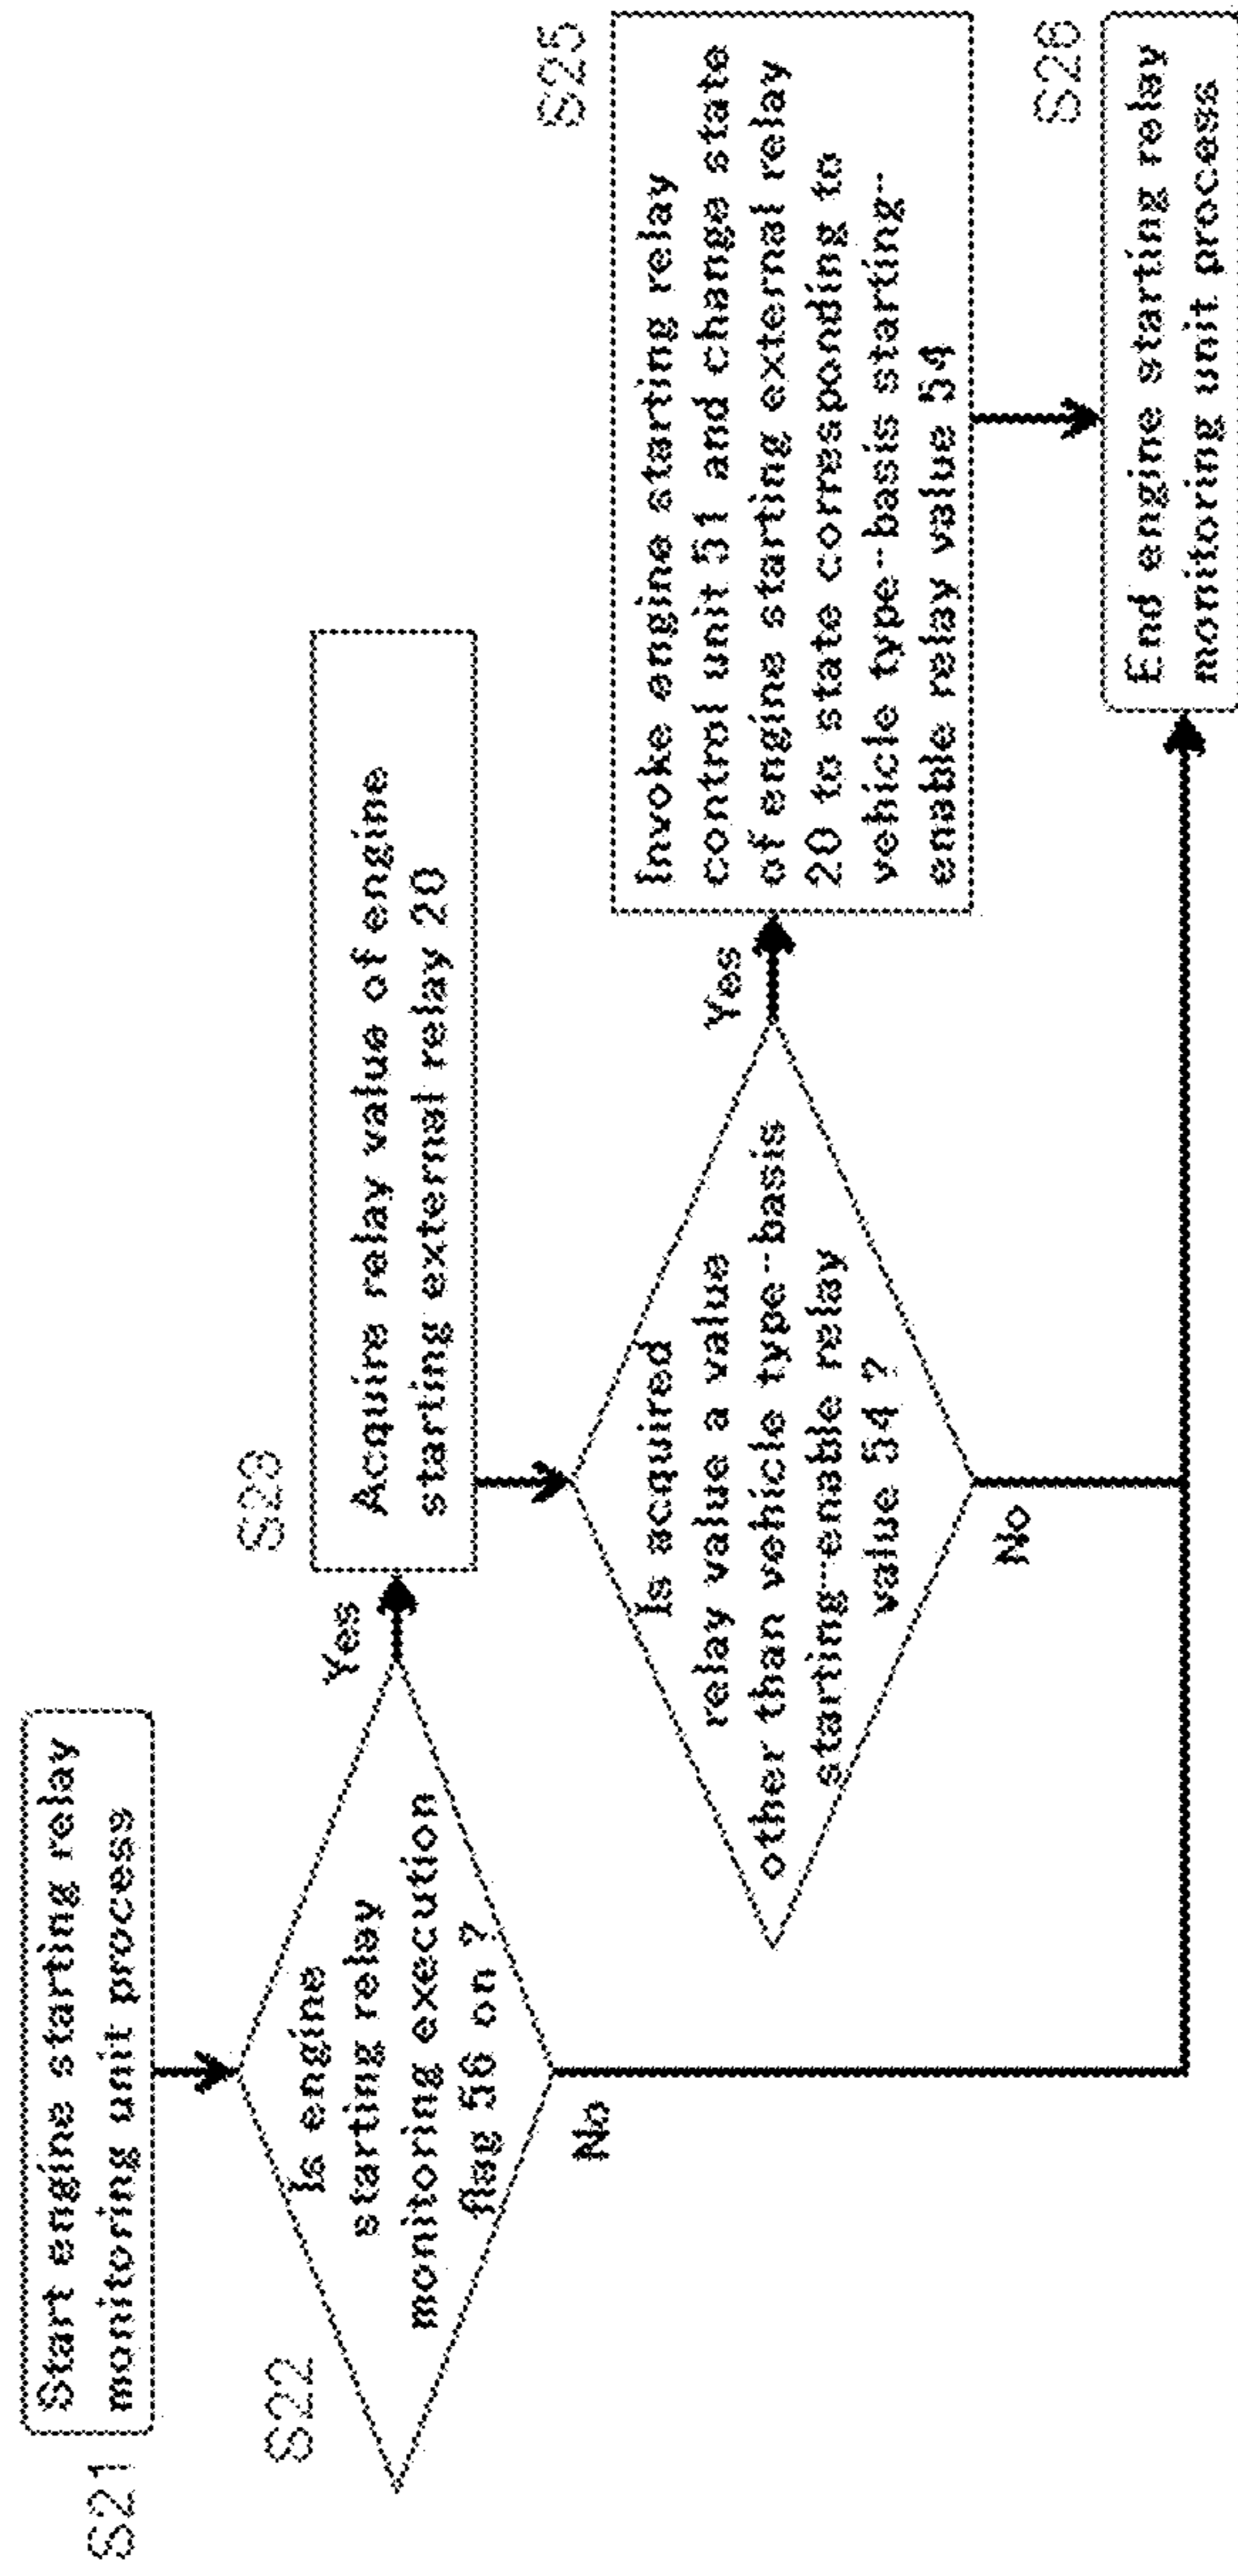 S21
Start engine starting relay
monitoring unit process
S22
Is engine
starting relay
monitoring execution
flag 56 on ?
Yes
No
S23
Acquire relay value of engine
starting external relay 20
Is acquired
relay value a value
other than vehicle type-basis
starting-enable relay
value 54 ?
Yes
No
S25
Invoke engine starting relay
control unit 51 and change state
of engine starting external relay
20 to state corresponding to
vehicle type-basis starting-
enable relay value 54
S26
End engine starting relay
monitoring unit process